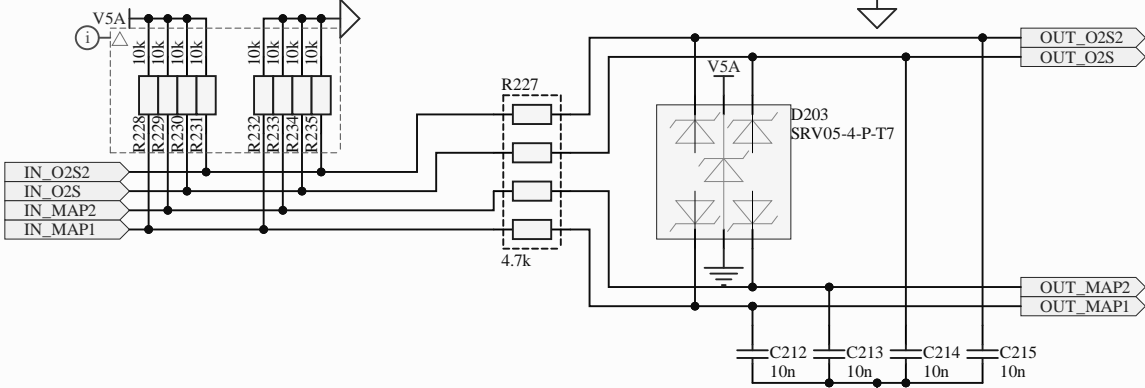 V5A
i
10k
10k
10k
10k
10k
10k
10k
10k
R228
R229
R230
R231
R232
R233
R234
R235
IN_O2S2
IN_O2S
IN_MAP2
IN_MAP1
R227
4.7k
V5A
D203
SRV05-4-P-T7
OUT_O2S2
OUT_O2S
OUT_MAP2
OUT_MAP1
C212
10n
C213
10n
C214
10n
C215
10n